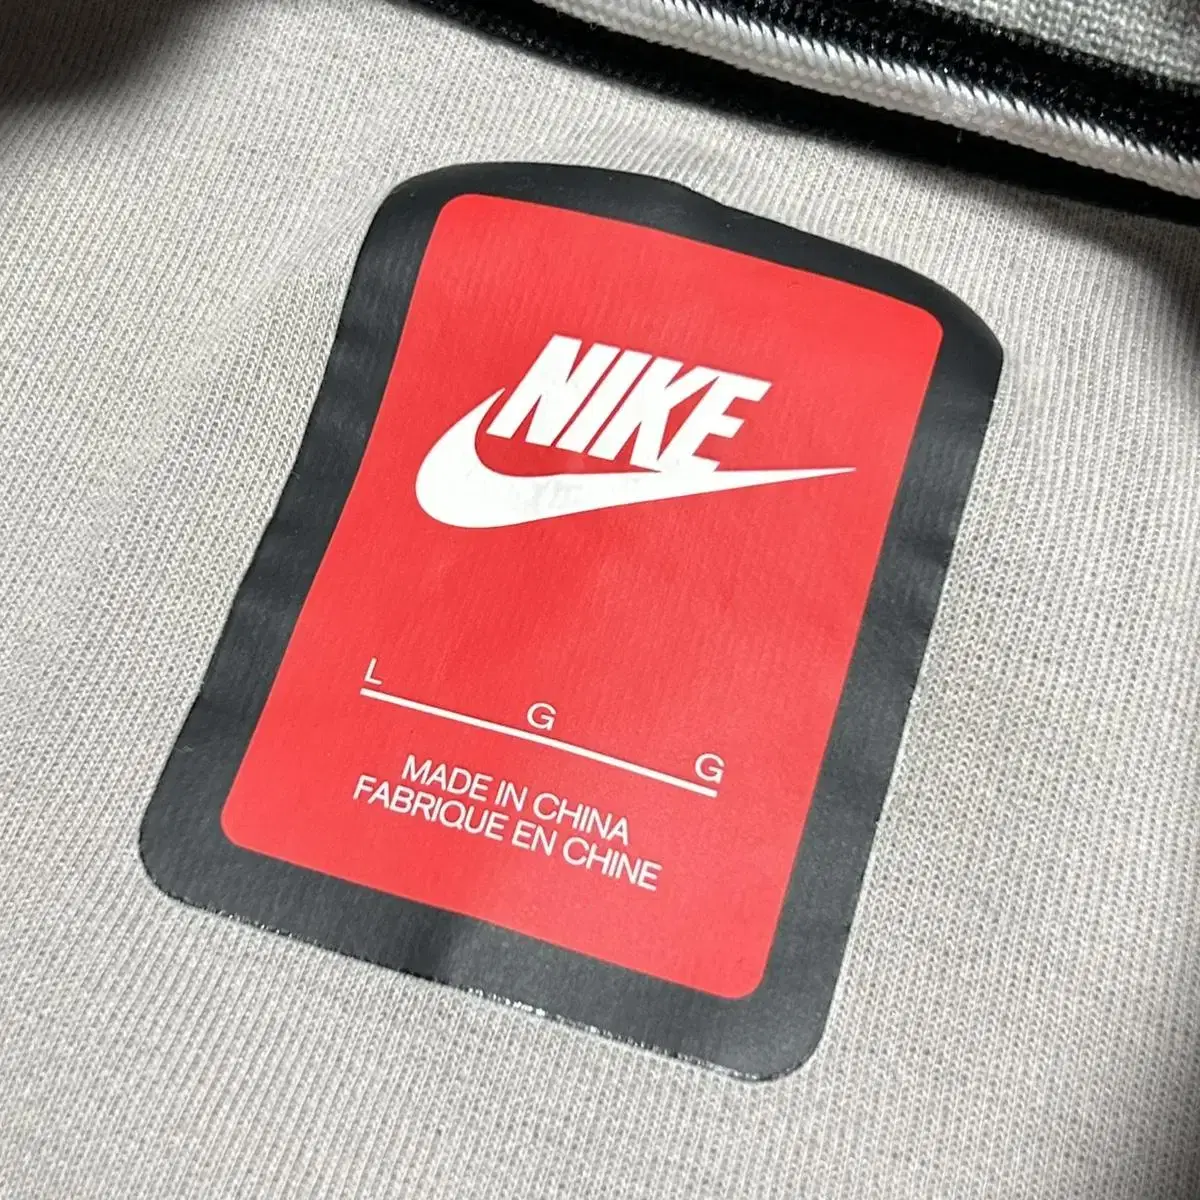 NIKE
L G G
MADE IN CHINA
FABRIQUE EN CHINE